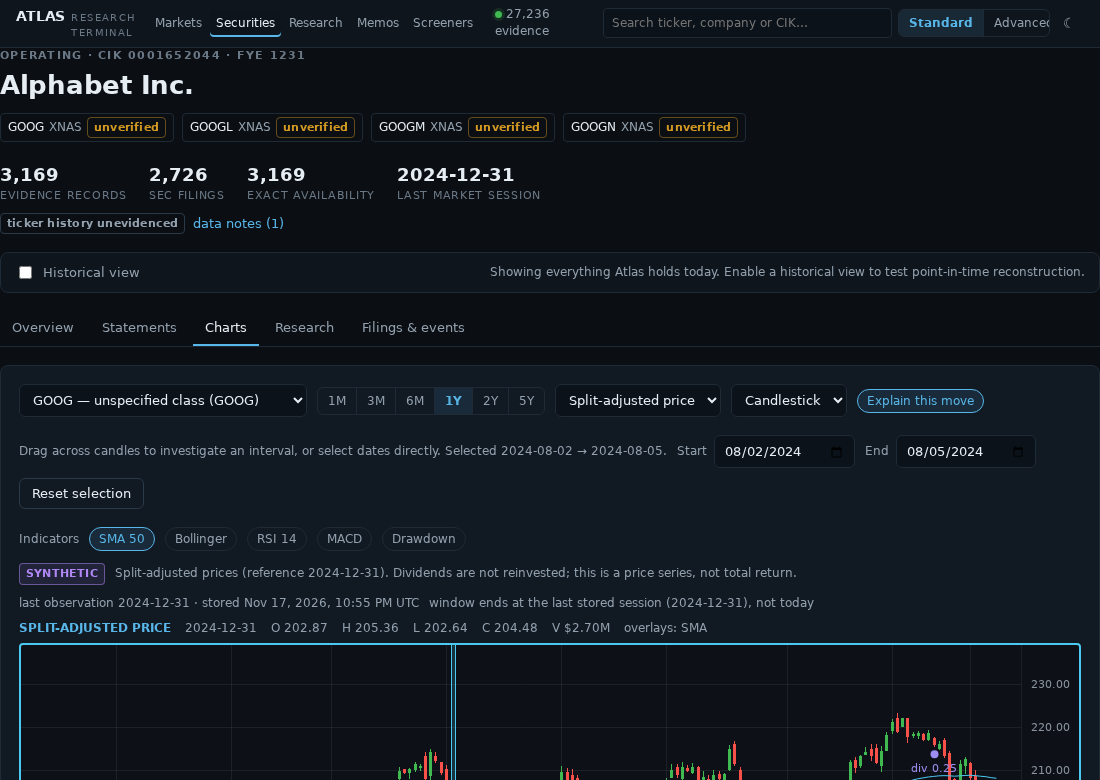 ATLAS RESEARCH TERMINAL Markets Securities Research Memos Screeners 27,236 evidence Search ticker, company or CIK... Standard Advanced
OPERATING · CIK 0001652044 · FYE 1231
Alphabet Inc.
GOOG XNAS unverified GOOGL XNAS unverified GOOGM XNAS unverified GOOGN XNAS unverified
3,169 2,726 3,169 2024-12-31
EVIDENCE RECORDS SEC FILINGS EXACT AVAILABILITY LAST MARKET SESSION
ticker history unevidenced data notes (1)
Historical view Showing everything Atlas holds today. Enable a historical view to test point-in-time reconstruction.
Overview Statements Charts Research Filings & events
GOOG — unspecified class (GOOG) 1M 3M 6M 1Y 2Y 5Y Split-adjusted price Candlestick Explain this move
Drag across candles to investigate an interval, or select dates directly. Selected 2024-08-02 → 2024-08-05. Start 08/02/2024 End 08/05/2024
Reset selection
Indicators SMA 50 Bollinger RSI 14 MACD Drawdown
SYNTHETIC Split-adjusted prices (reference 2024-12-31). Dividends are not reinvested; this is a price series, not total return.
last observation 2024-12-31 · stored Nov 17, 2026, 10:55 PM UTC window ends at the last stored session (2024-12-31), not today
SPLIT-ADJUSTED PRICE 2024-12-31 O 202.87 H 205.36 L 202.64 C 204.48 V $2.70M overlays: SMA
230.00
220.00
div 0.25
210.00